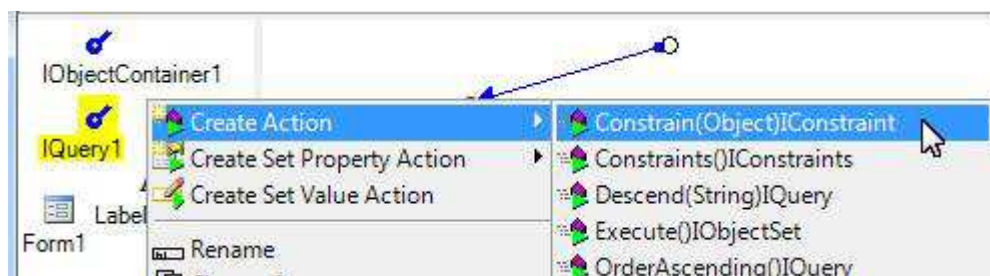 IObjectContainer1
IQuery1
Label
Form1
Create Action
Create Set Property Action
Create Set Value Action
Rename
Constrain(Object)IConstraint
Constraints()IConstraints
Descend(String)IQuery
Execute()IObjectSet
OrderAscending()IQuery